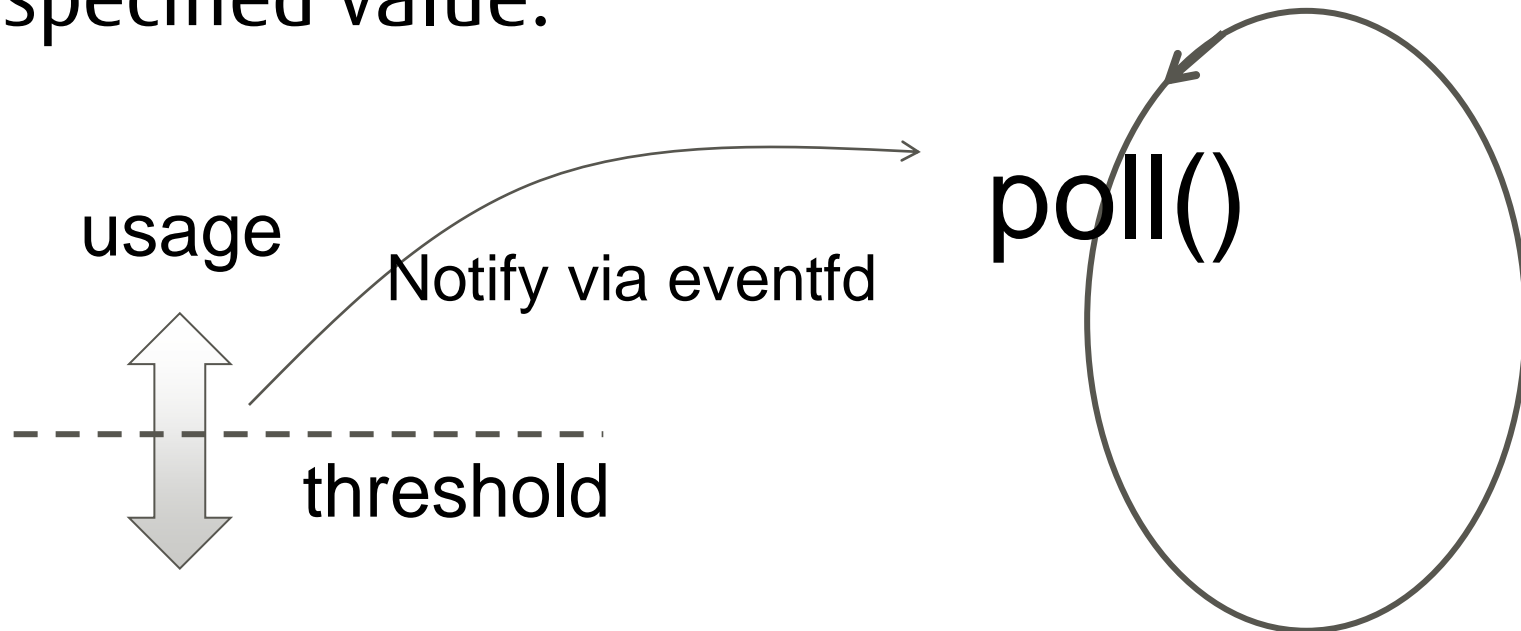 specified value.
poll()
usage
Notify via eventfd
threshold